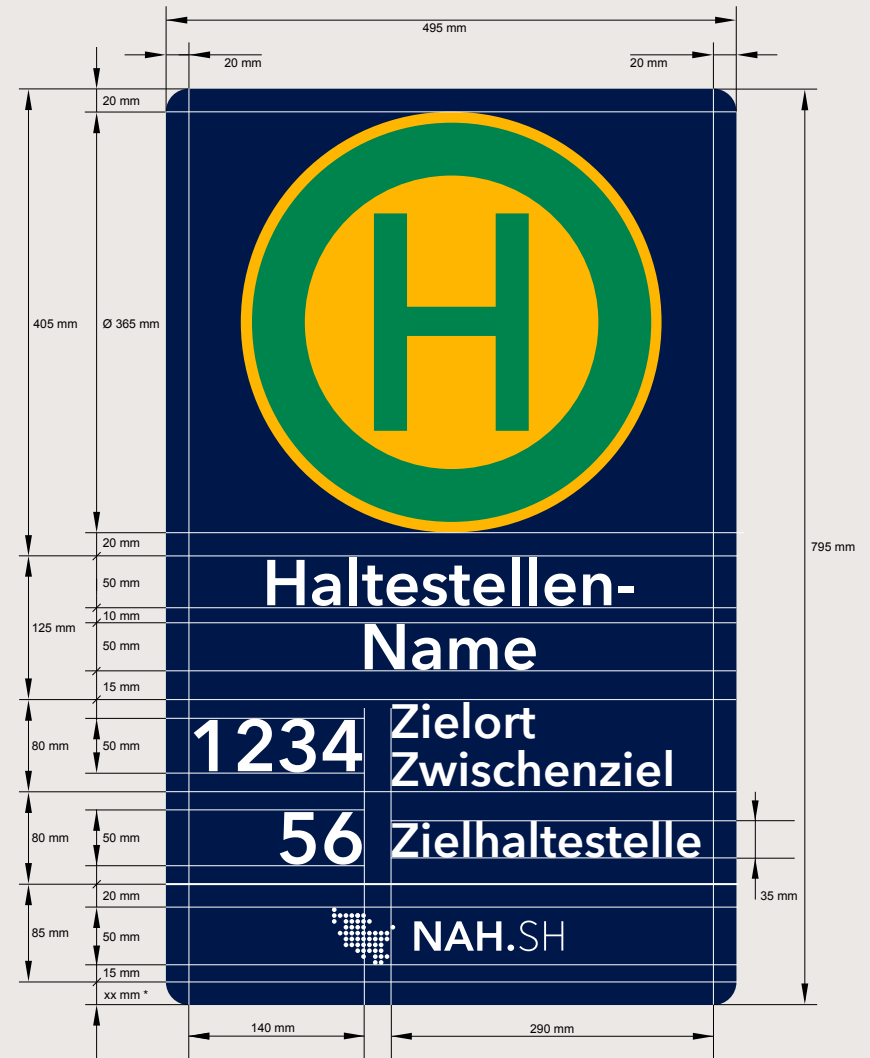 495 mm
20 mm
20 mm
20 mm
405 mm
Ø 365 mm
H
20 mm
795 mm
50 mm
Haltestellen-
10 mm
125 mm
50 mm
Name
15 mm
80 mm
50 mm
1234
Zielort
Zwischenziel
80 mm
50 mm
56
Zielhaltestelle
35 mm
20 mm
85 mm
50 mm
NAH.SH
15 mm
xx mm *
140 mm
290 mm